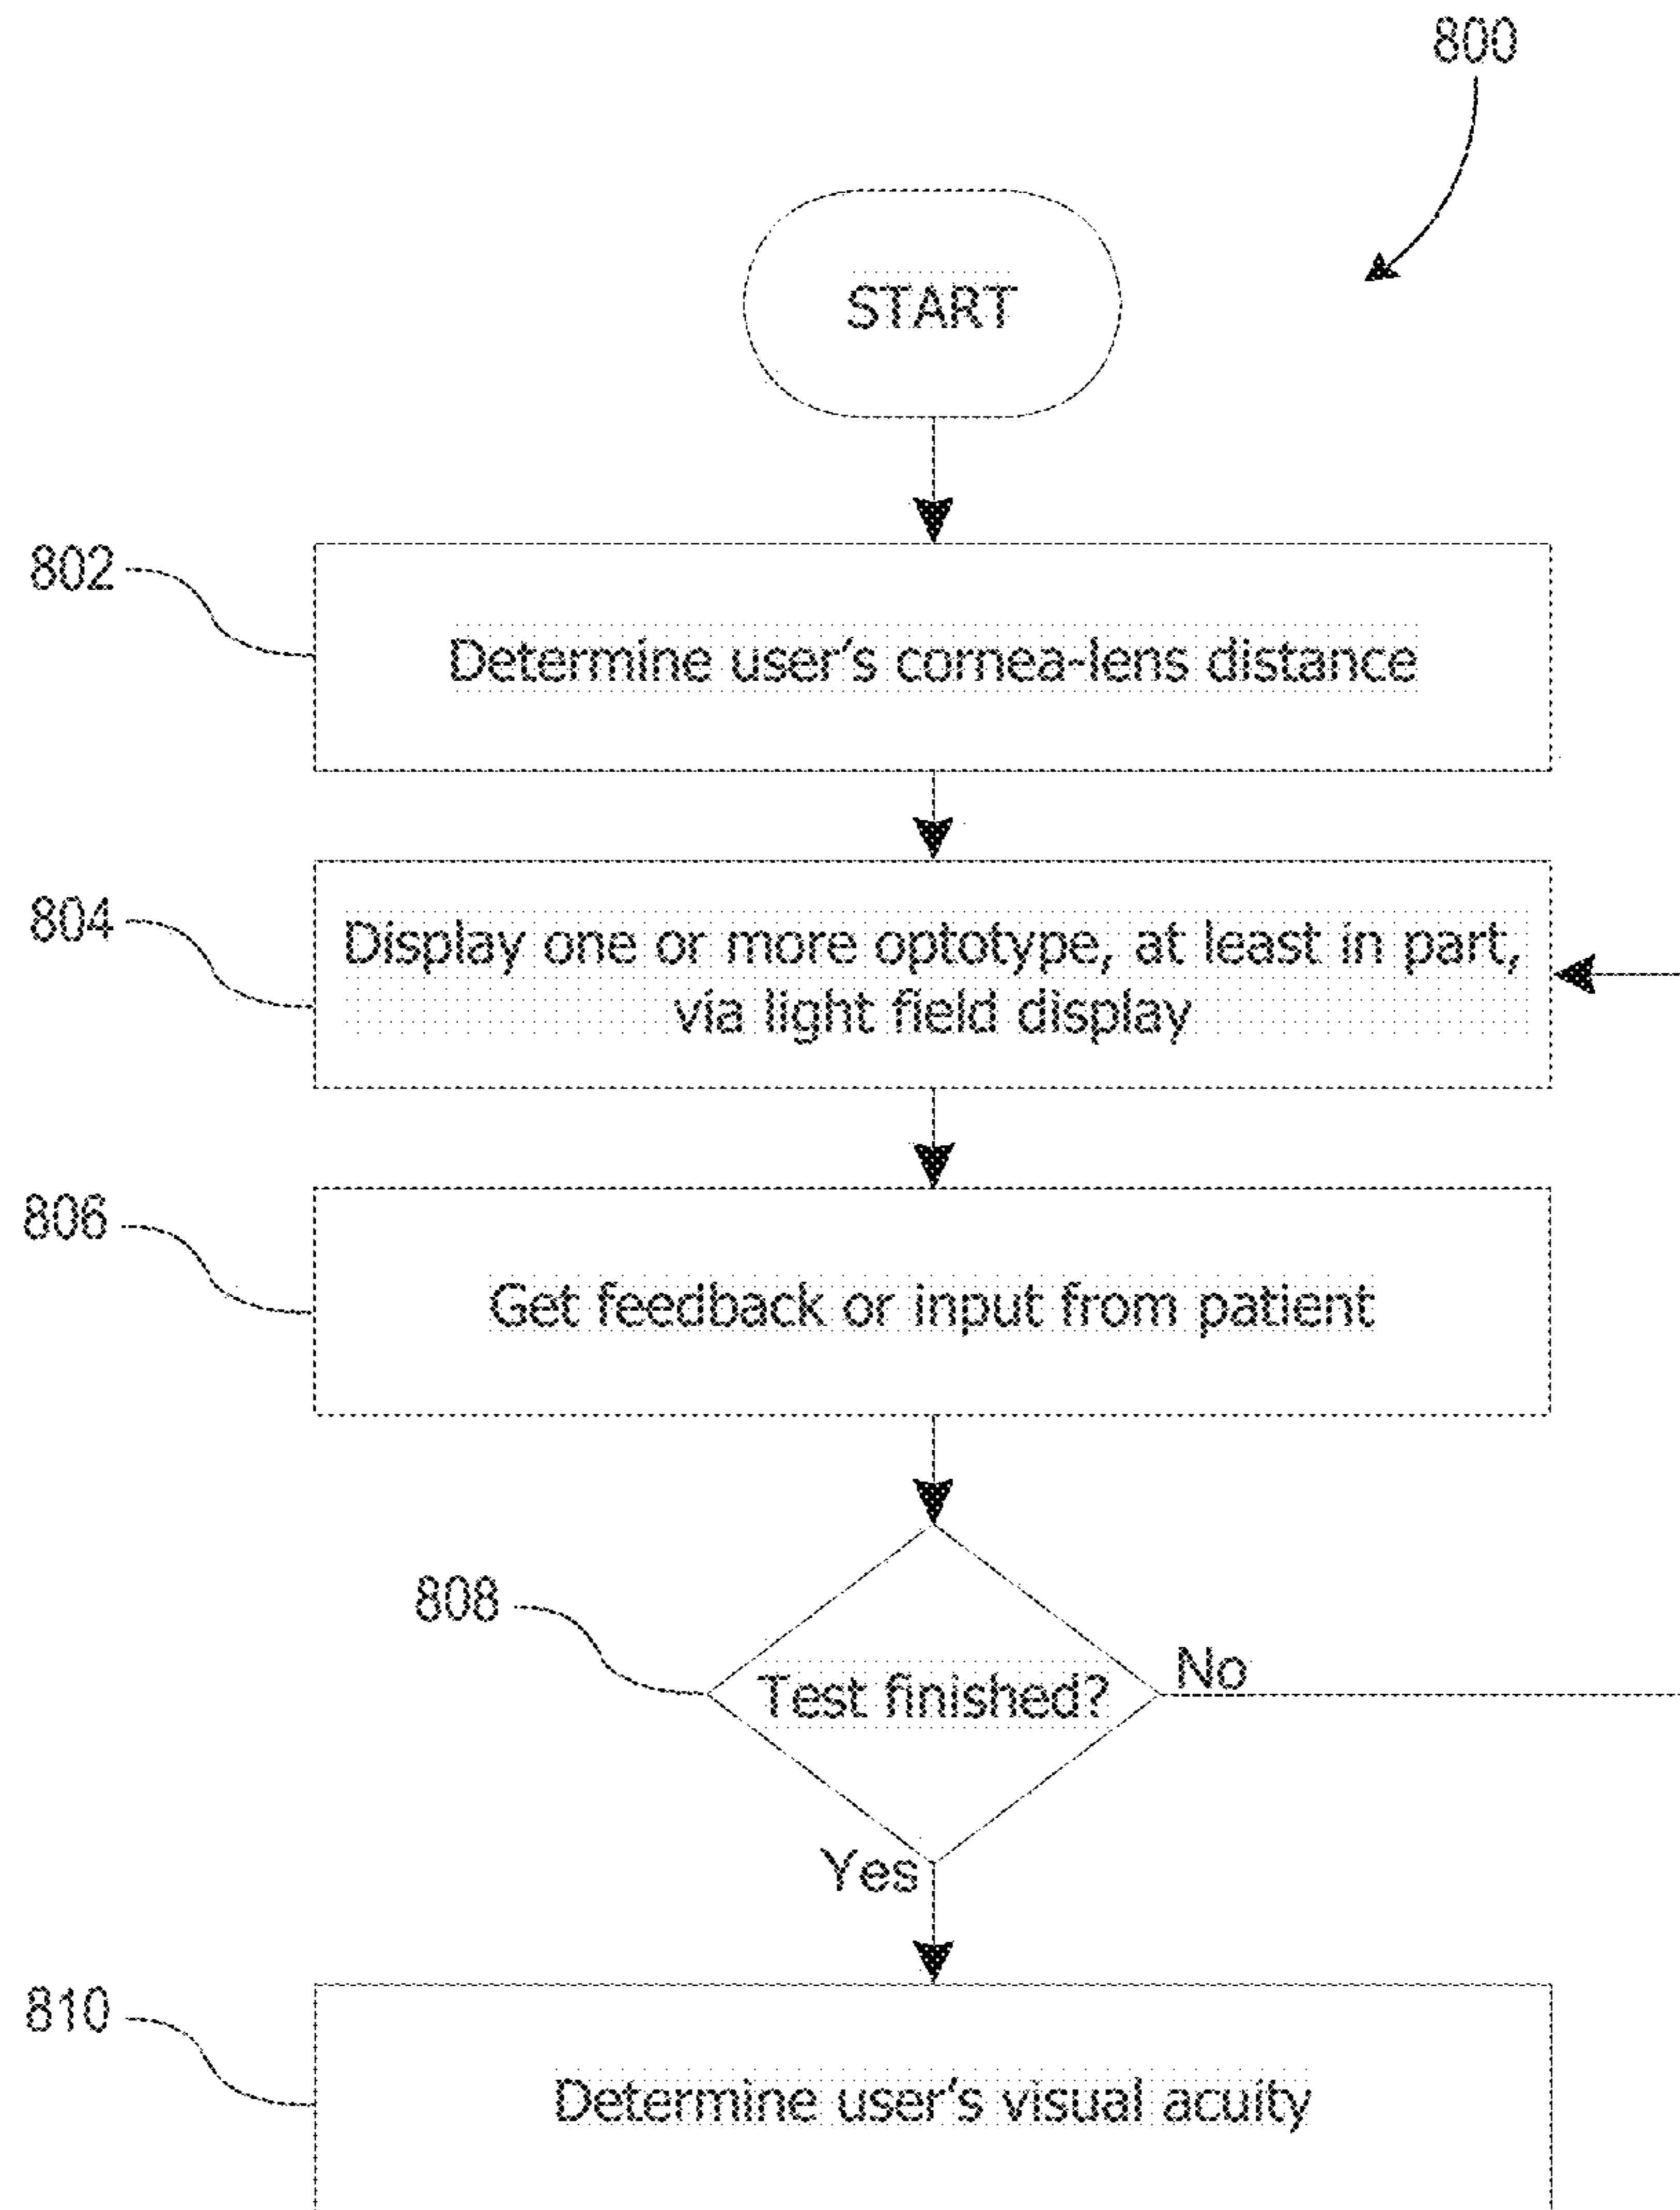 800
START
802
Determine user's cornea-lens distance
804
Display one or more optotype, at least in part,
via light field display
806
Get feedback or input from patient
808
Test finished?
No
Yes
810
Determine user's visual acuity